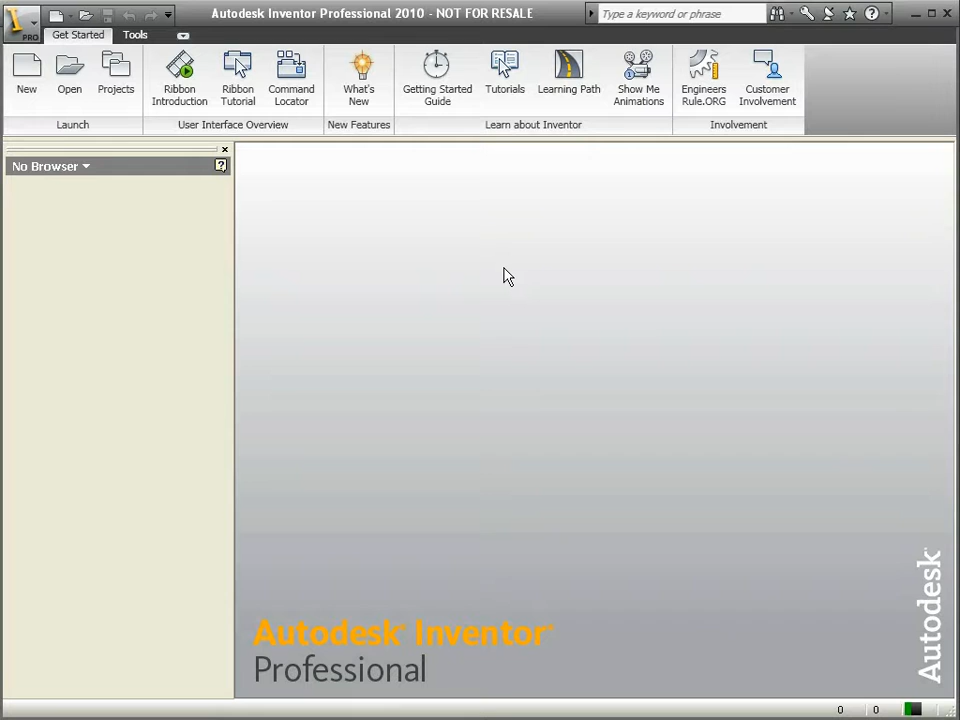 Autodesk Inventor Professional 2010 - NOT FOR RESALE
Type a keyword or phrase
PRO
Get Started Tools
New Open Projects Ribbon Introduction Ribbon Tutorial Command Locator What's New Getting Started Guide Tutorials Learning Path Show Me Animations Engineers Rule.ORG Customer Involvement
Launch User Interface Overview New Features Learn about Inventor Involvement
No Browser
Autodesk® Inventor®
Professional
Autodesk®
0 0